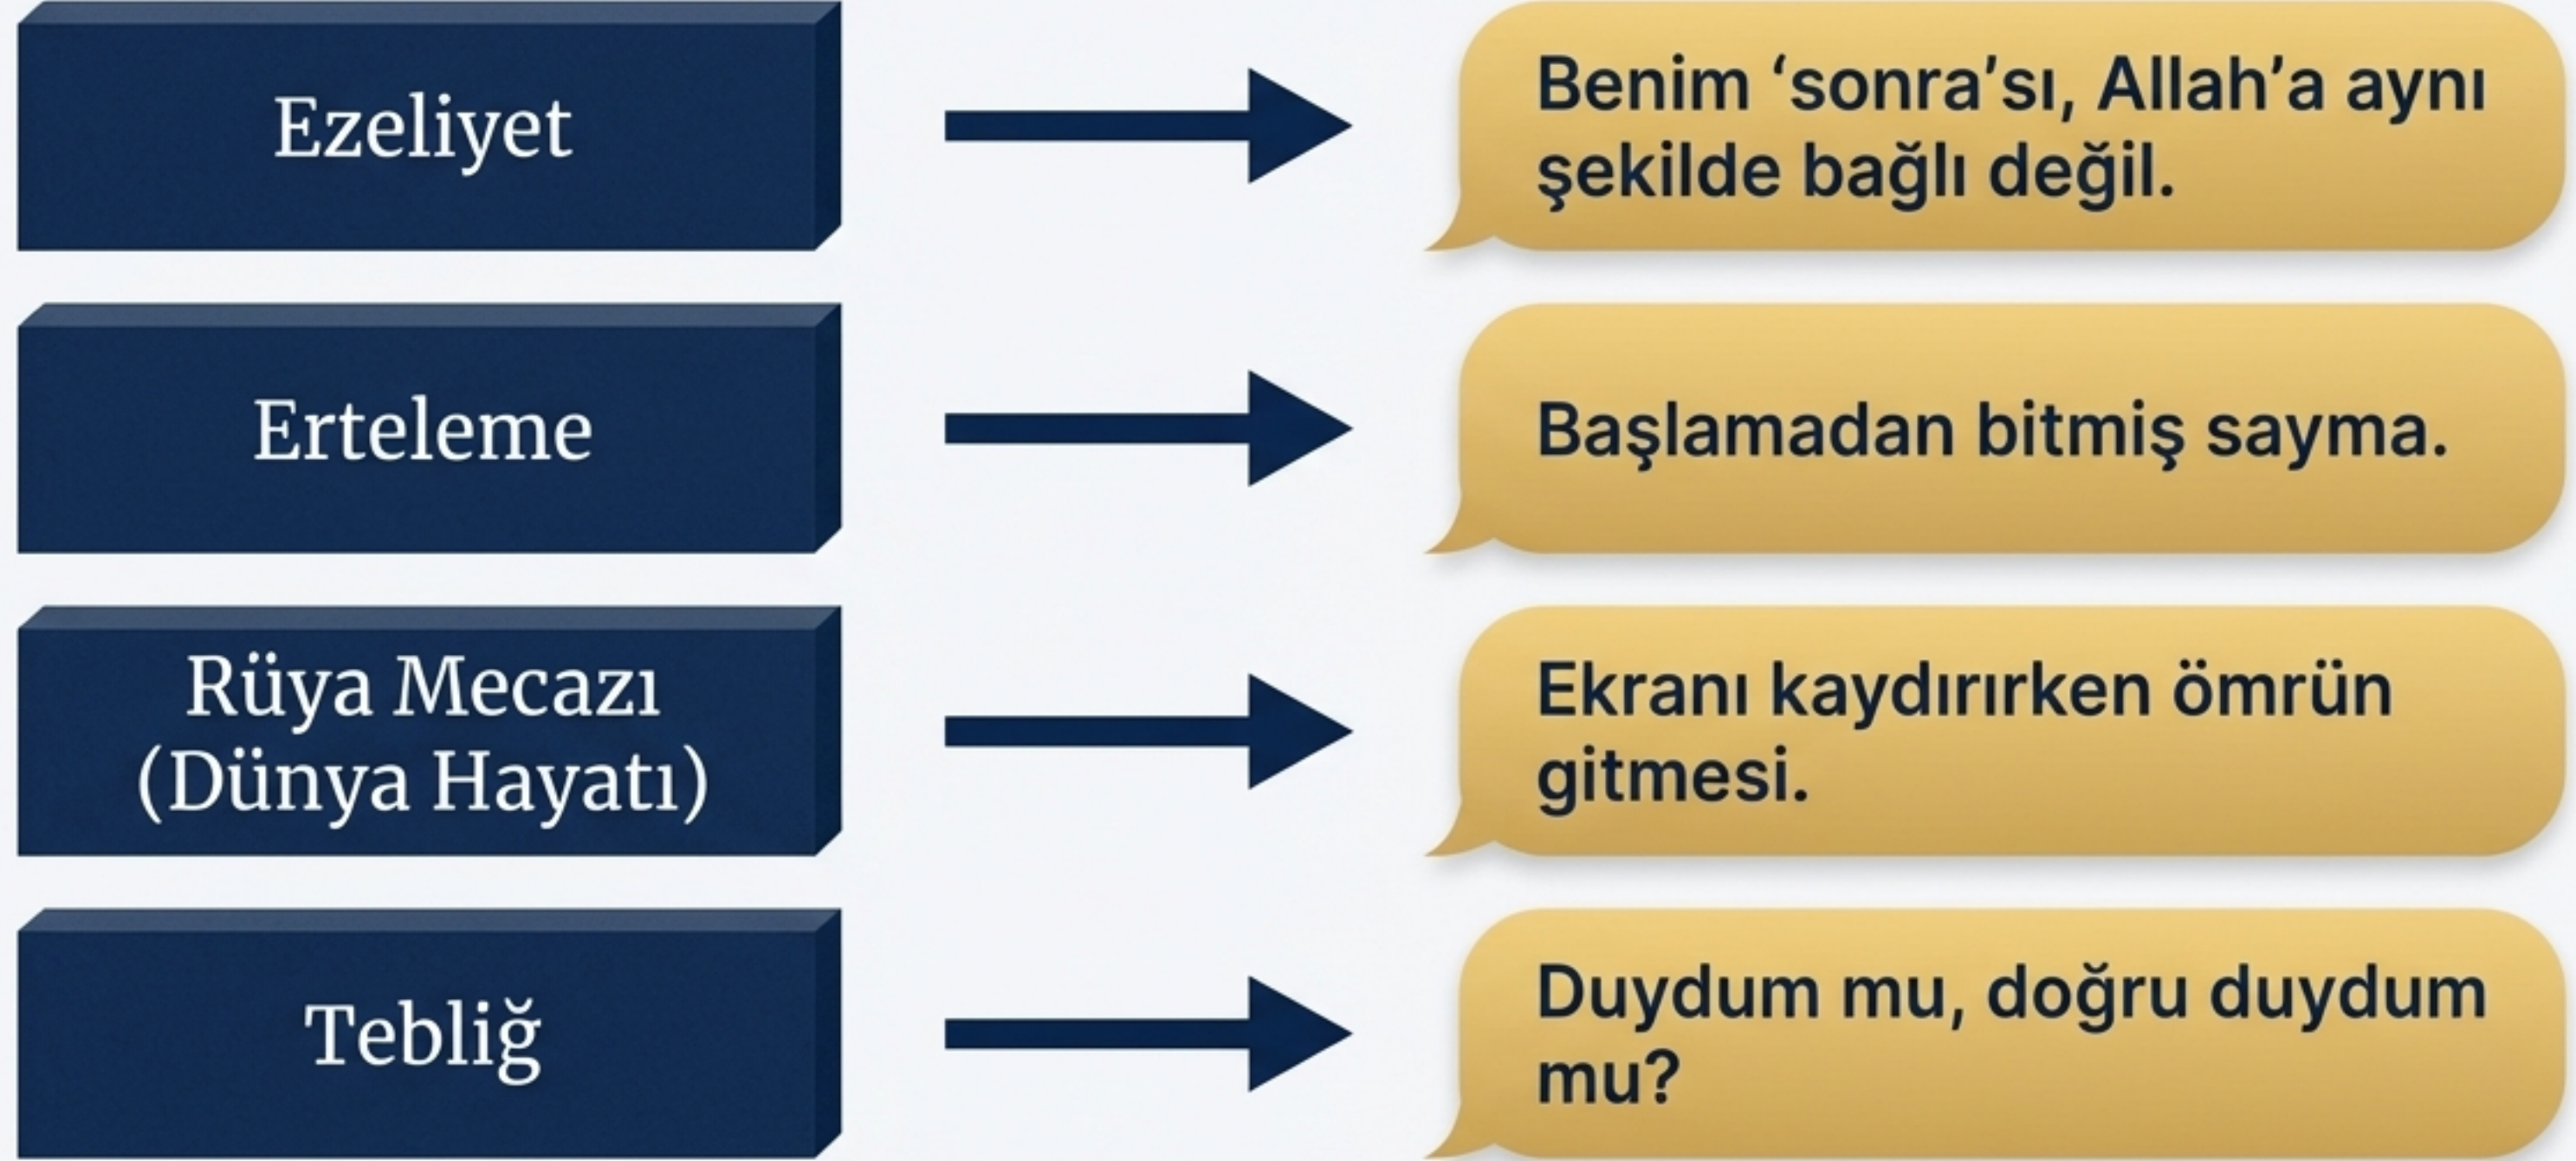 Ezeliyet
Benim ‘sonra’sı, Allah’a aynı
şekilde bağlı değil.
Erteleme
Başlamadan bitmiş sayma.
Rüya Mecazı
(Dünya Hayatı)
Ekranı kaydırırken ömrün
gitmesi.
Tebliğ
Duydum mu, doğru duydum
mu?